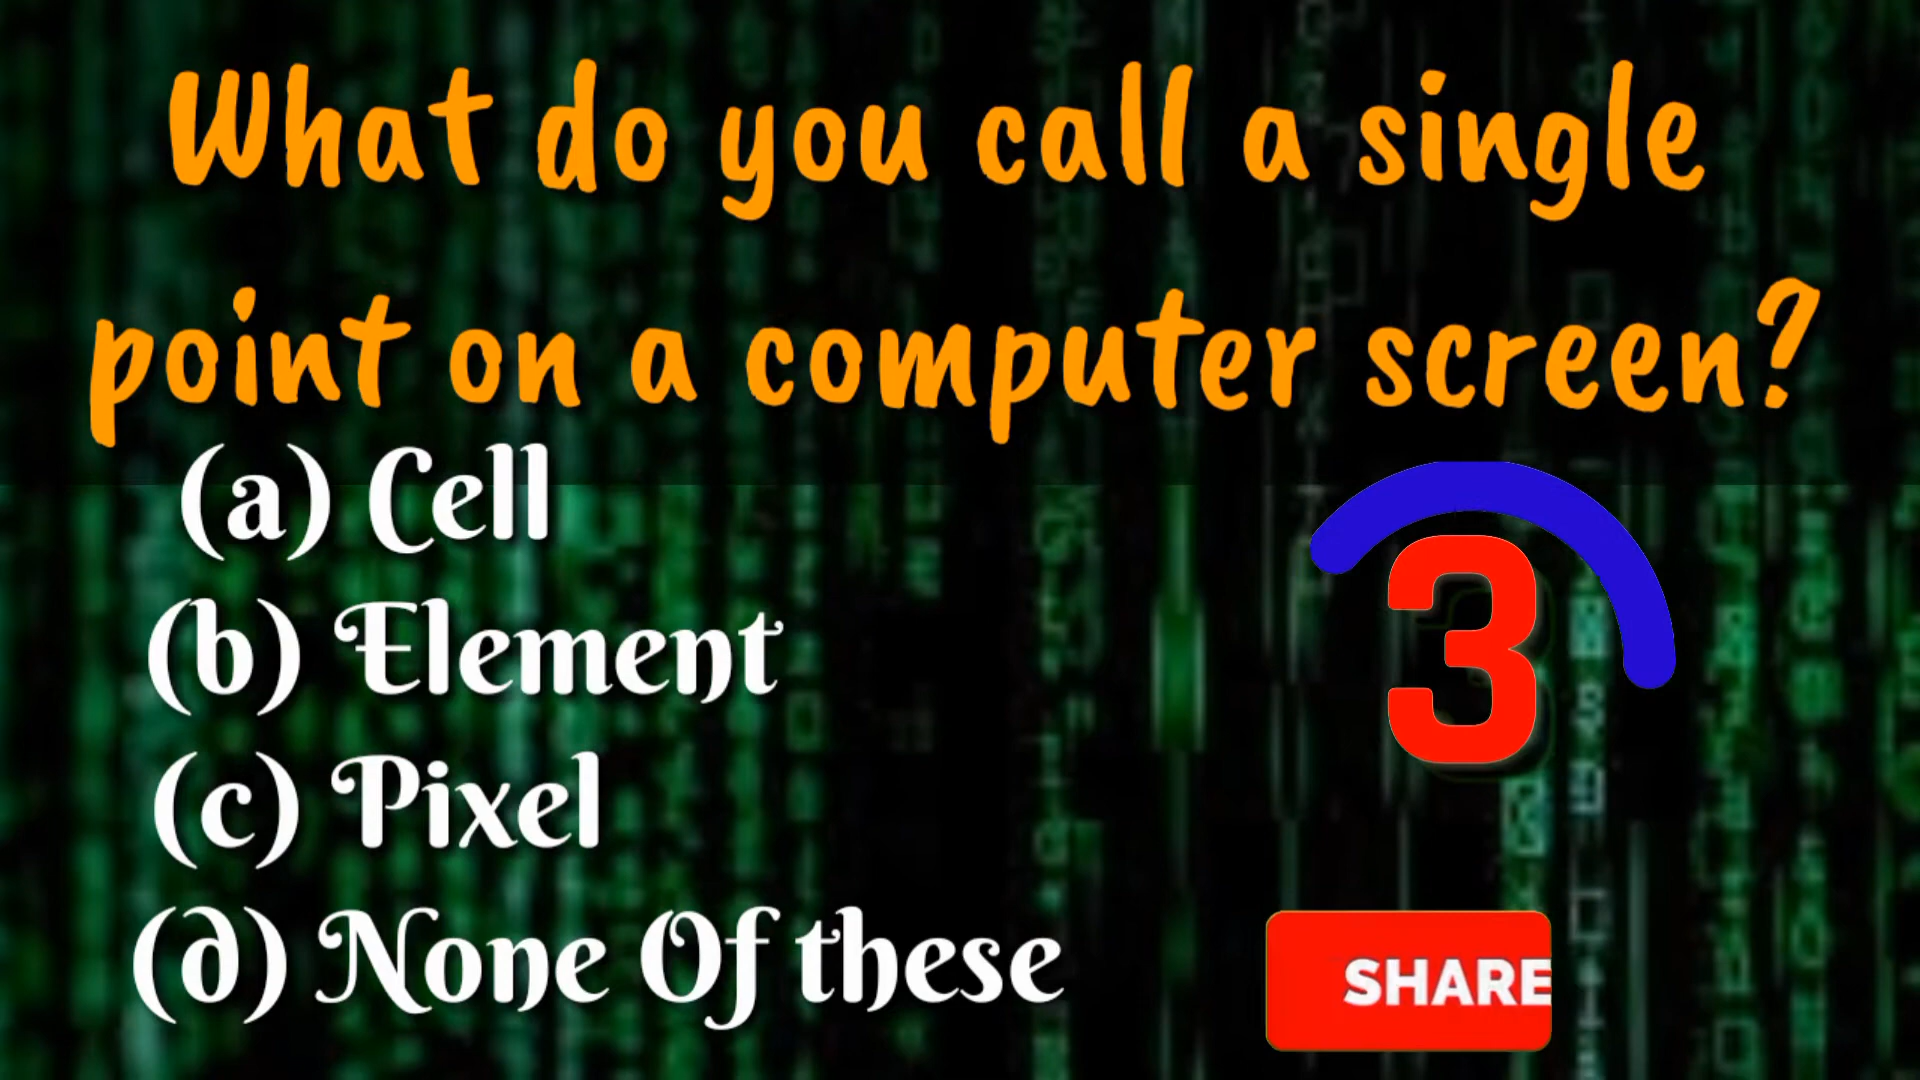 What do you call a single
point on a computer screen?
(a) Cell
(b) Element
3
(c) Pixel
(d) None Of these
SHARE